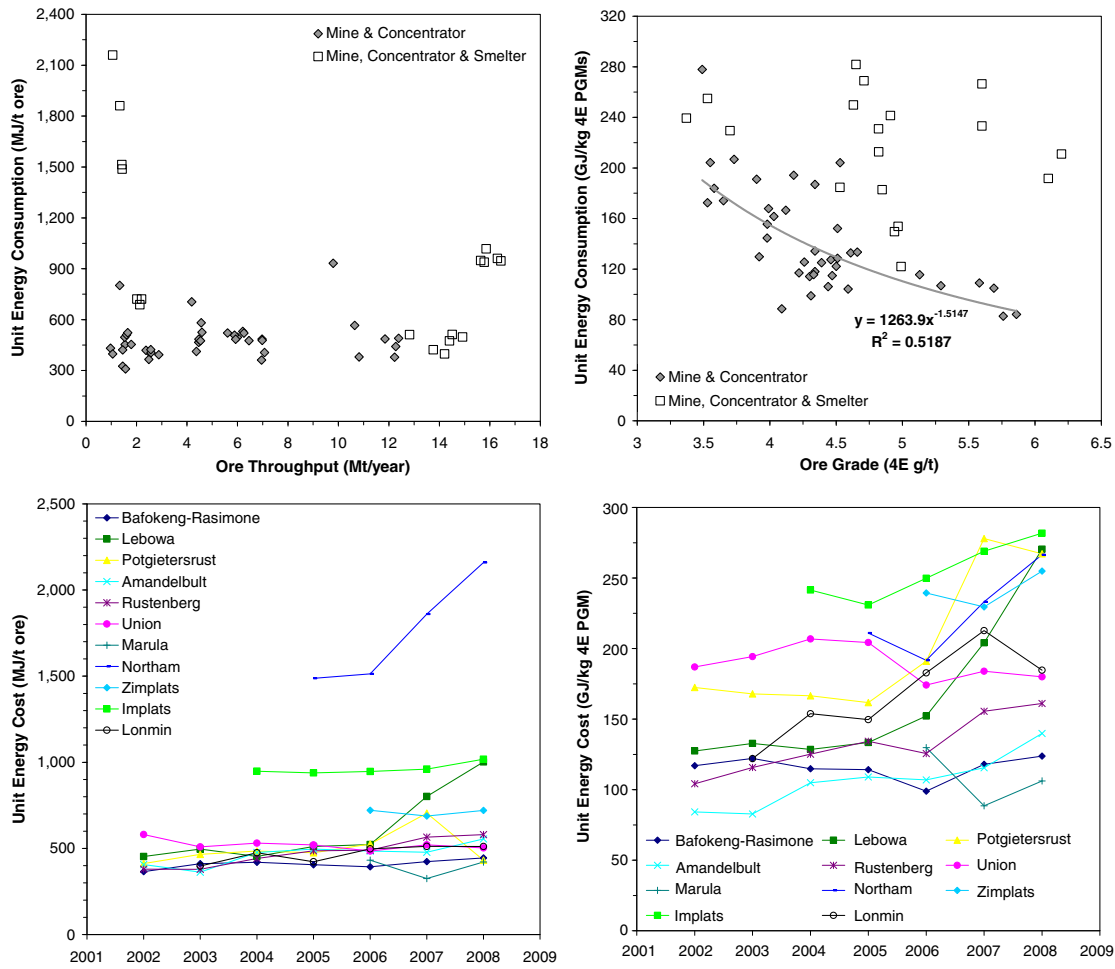 2,400
2,100
1,800
1,500
1,200
900
600
300
0
Unit Energy Consumption (MJ/t ore)
Mine & Concentrator
Mine, Concentrator & Smelter
0 2 4 6 8 10 12 14 16 18
Ore Throughput (Mt/year)
320
280
240
200
160
120
80
40
0
Unit Energy Consumption (GJ/kg 4E PGMs)
y = 1263.9x^-1.5147
R² = 0.5187
Mine & Concentrator
Mine, Concentrator & Smelter
3 3.5 4 4.5 5 5.5 6 6.5
Ore Grade (4E g/t)
2,500
2,000
1,500
1,000
500
0
Unit Energy Cost (MJ/t ore)
Bafokeng-Rasimone
Lebowa
Potgietersrust
Amandelbult
Rustenberg
Union
Marula
Northam
Zimplats
Implats
Lonmin
2001 2002 2003 2004 2005 2006 2007 2008 2009
300
250
200
150
100
50
0
Unit Energy Cost (GJ/kg 4E PGM)
Bafokeng-Rasimone Lebowa Potgietersrust
Amandelbult Rustenberg Union
Marula Northam Zimplats
Implats Lonmin
2001 2002 2003 2004 2005 2006 2007 2008 2009